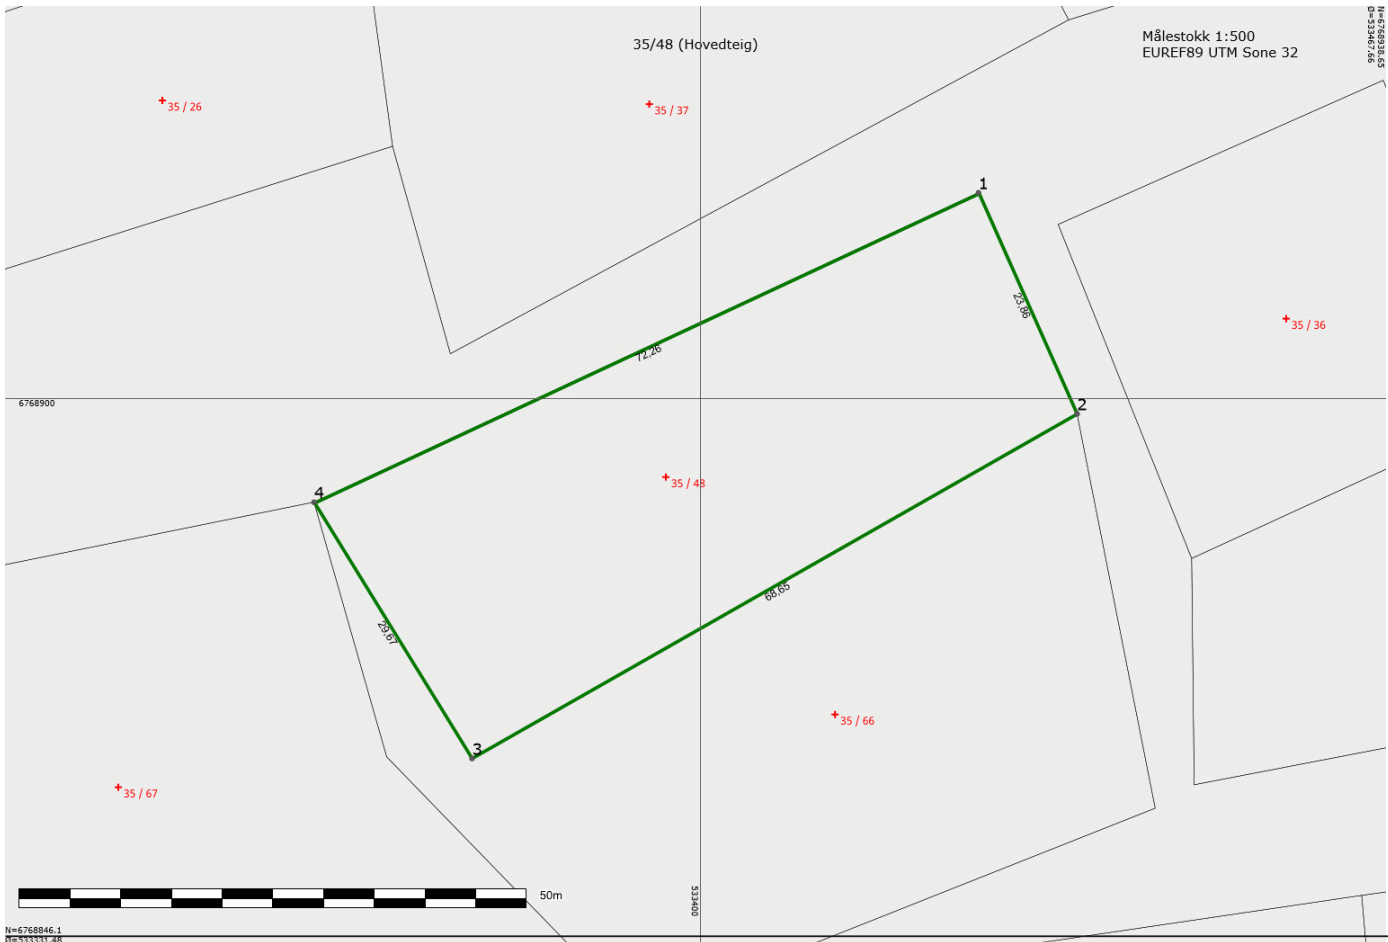 35/48 (Hovedteig)
Målestokk 1:500
EUREF89 UTM Sone 32
N=6768938.65
Ø=533467.66
35 / 26
35 / 37
1
23,86
35 / 36
72,26
6768900
2
35 / 48
4
68,65
29,67
35 / 66
3
35 / 67
50m
533400
N=6768846.1
Ø=533331.48